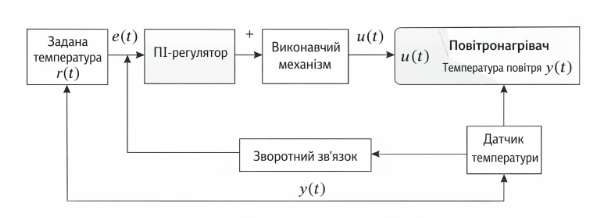 Задана
температура
r(t)
e(t)
ПІ-регулятор
+
Виконавчий
механізм
u(t)
Повітронагрівач
u(t)
Температура повітря y(t)
Зворотний зв'язок
Датчик
температури
y(t)